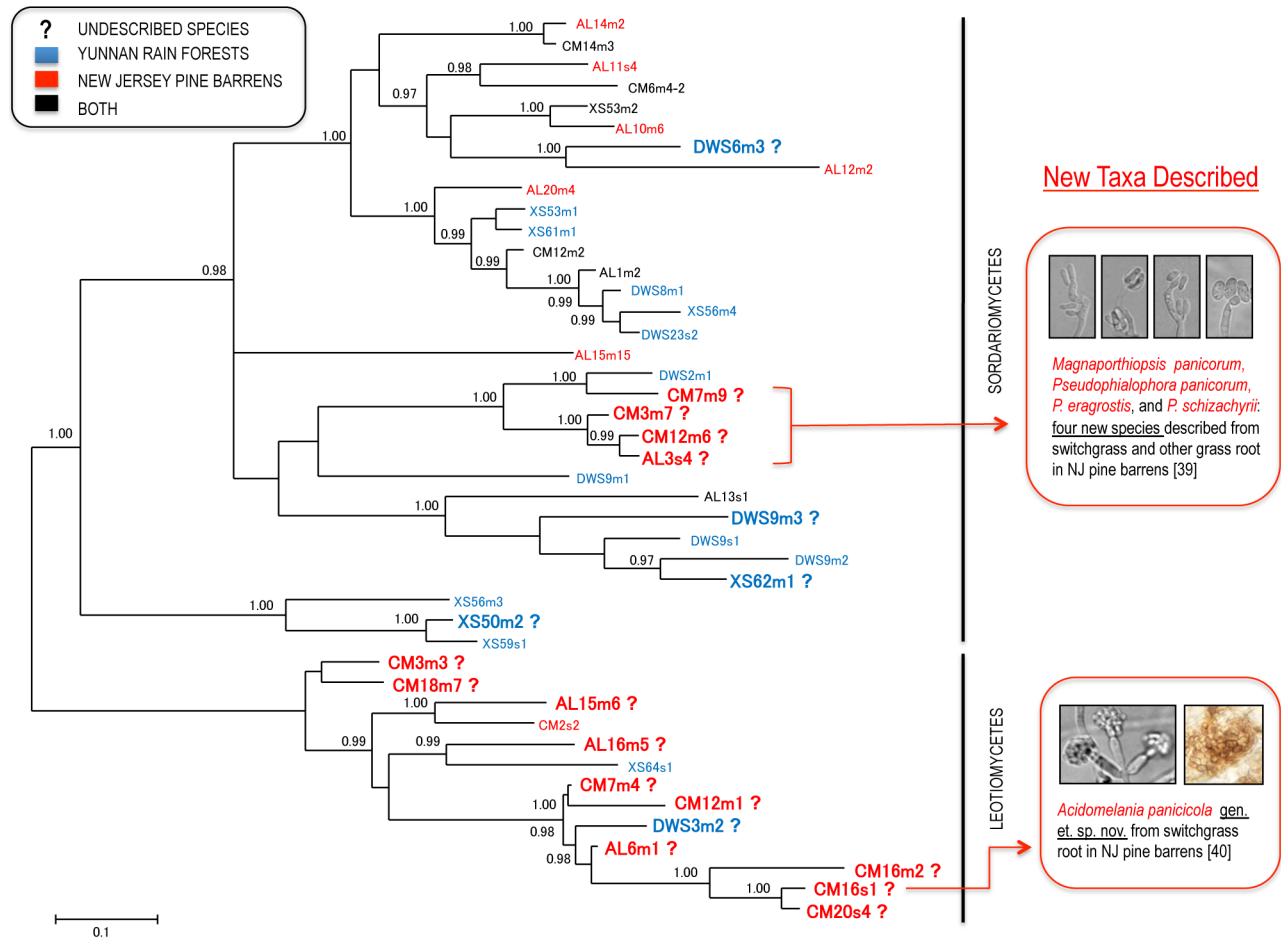 ? UNDESCRIBED SPECIES
YUNNAN RAIN FORESTS
NEW JERSEY PINE BARRENS
BOTH
1.00
AL14m2
CM14m3
0.98
AL11s4
CM6m4-2
0.97
1.00
XS53m2
AL10m6
1.00
1.00
DWS6m3 ?
AL12m2
AL20m4
1.00
XS53m1
0.99
XS61m1
0.99
CM12m2
1.00
AL1m2
0.99
DWS8m1
0.99
XS56m4
DWS23s2
0.98
AL15m15
1.00
DWS2m1
CM7m9 ?
1.00
CM3m7 ?
0.99
CM12m6 ?
AL3s4 ?
1.00
DWS9m1
1.00
AL13s1
DWS9m3 ?
DWS9s1
0.97
DWS9m2
XS62m1 ?
1.00
XS56m3
1.00
XS50m2 ?
XS59s1
CM3m3 ?
CM18m7 ?
1.00
AL15m6 ?
CM2s2
0.99
0.99
AL16m5 ?
XS64s1
CM7m4 ?
1.00
CM12m1 ?
0.98
DWS3m2 ?
0.98
AL6m1 ?
1.00
CM16m2 ?
1.00
CM16s1 ?
CM20s4 ?
0.1
SORDARIOMYCETES
LEOTIOMYCETES
New Taxa Described
Magnaporthiopsis panicorum,
Pseudophialophora panicorum,
P. eragrostis, and P. schizachyrii:
four new species described from
switchgrass and other grass root
in NJ pine barrens [39]
Acidomelania panicicola gen.
et. sp. nov. from switchgrass
root in NJ pine barrens [40]